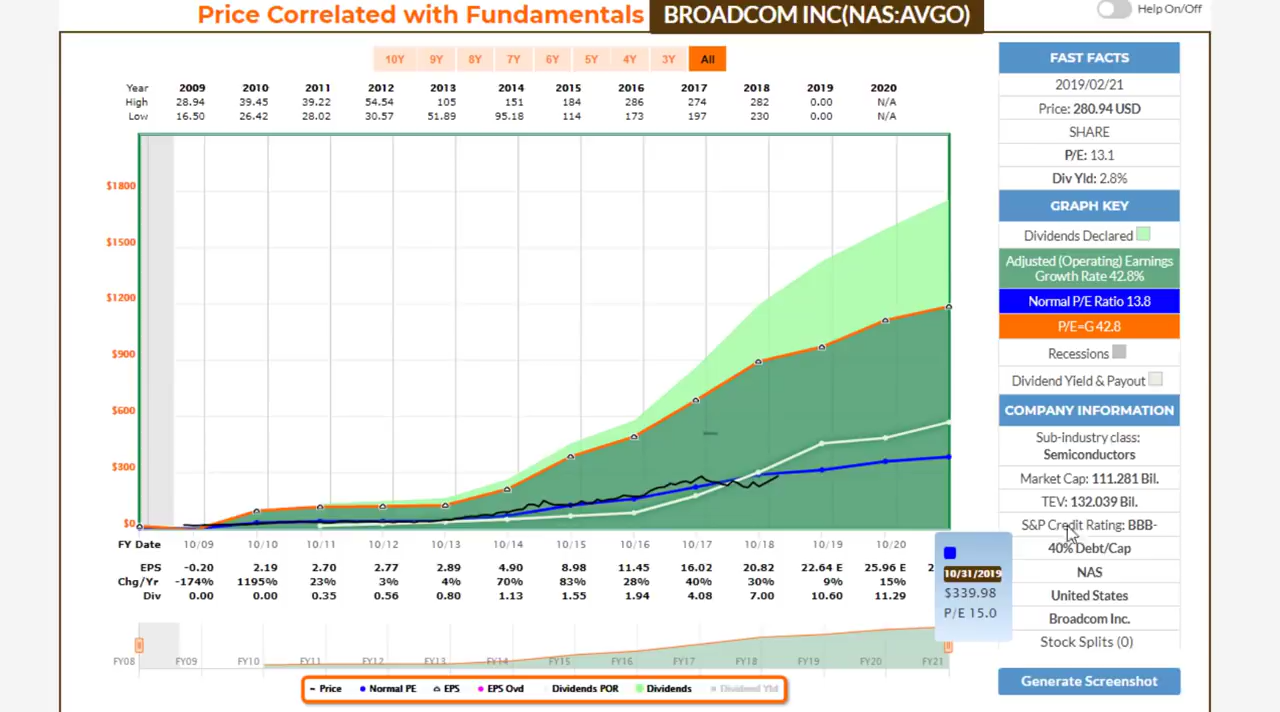 Price Correlated with Fundamentals BROADCOM INC(NAS:AVGO) Help On/Off
10Y 9Y 8Y 7Y 6Y 5Y 4Y 3Y All
Year 2009 2010 2011 2012 2013 2014 2015 2016 2017 2018 2019 2020
High 28.94 39.45 39.22 54.54 105 151 184 286 274 282 0.00 N/A
Low 16.50 26.42 28.02 30.57 51.89 95.18 114 173 197 230 0.00 N/A
$1800
$1500
$1200
$900
$600
$300
$0
FY Date 10/09 10/10 10/11 10/12 10/13 10/14 10/15 10/16 10/17 10/18 10/19 10/20
EPS -0.20 2.19 2.70 2.77 2.89 4.90 8.98 11.45 16.02 20.82 22.64 E 25.96 E 2
Chg/Yr -174% 1195% 23% 3% 4% 70% 83% 28% 40% 30% 9% 15%
Div 0.00 0.00 0.35 0.56 0.80 1.13 1.55 1.94 4.08 7.00 10.60 11.29
10/31/2019
$339.98
P/E 15.0
FY08 FY09 FY10 FY11 FY12 FY13 FY14 FY15 FY16 FY17 FY18 FY19 FY20 FY21
Price Normal PE EPS EPS Ovd Dividends POR Dividends Dividend Yld
FAST FACTS
2019/02/21
Price: 280.94 USD
SHARE
P/E: 13.1
Div Yld: 2.8%
GRAPH KEY
Dividends Declared
Adjusted (Operating) Earnings
Growth Rate 42.8%
Normal P/E Ratio 13.8
P/E=G 42.8
Recessions
Dividend Yield & Payout
COMPANY INFORMATION
Sub-industry class:
Semiconductors
Market Cap: 111.281 Bil.
TEV: 132.039 Bil.
S&P Credit Rating: BBB-
40% Debt/Cap
NAS
United States
Broadcom Inc.
Stock Splits (0)
Generate Screenshot